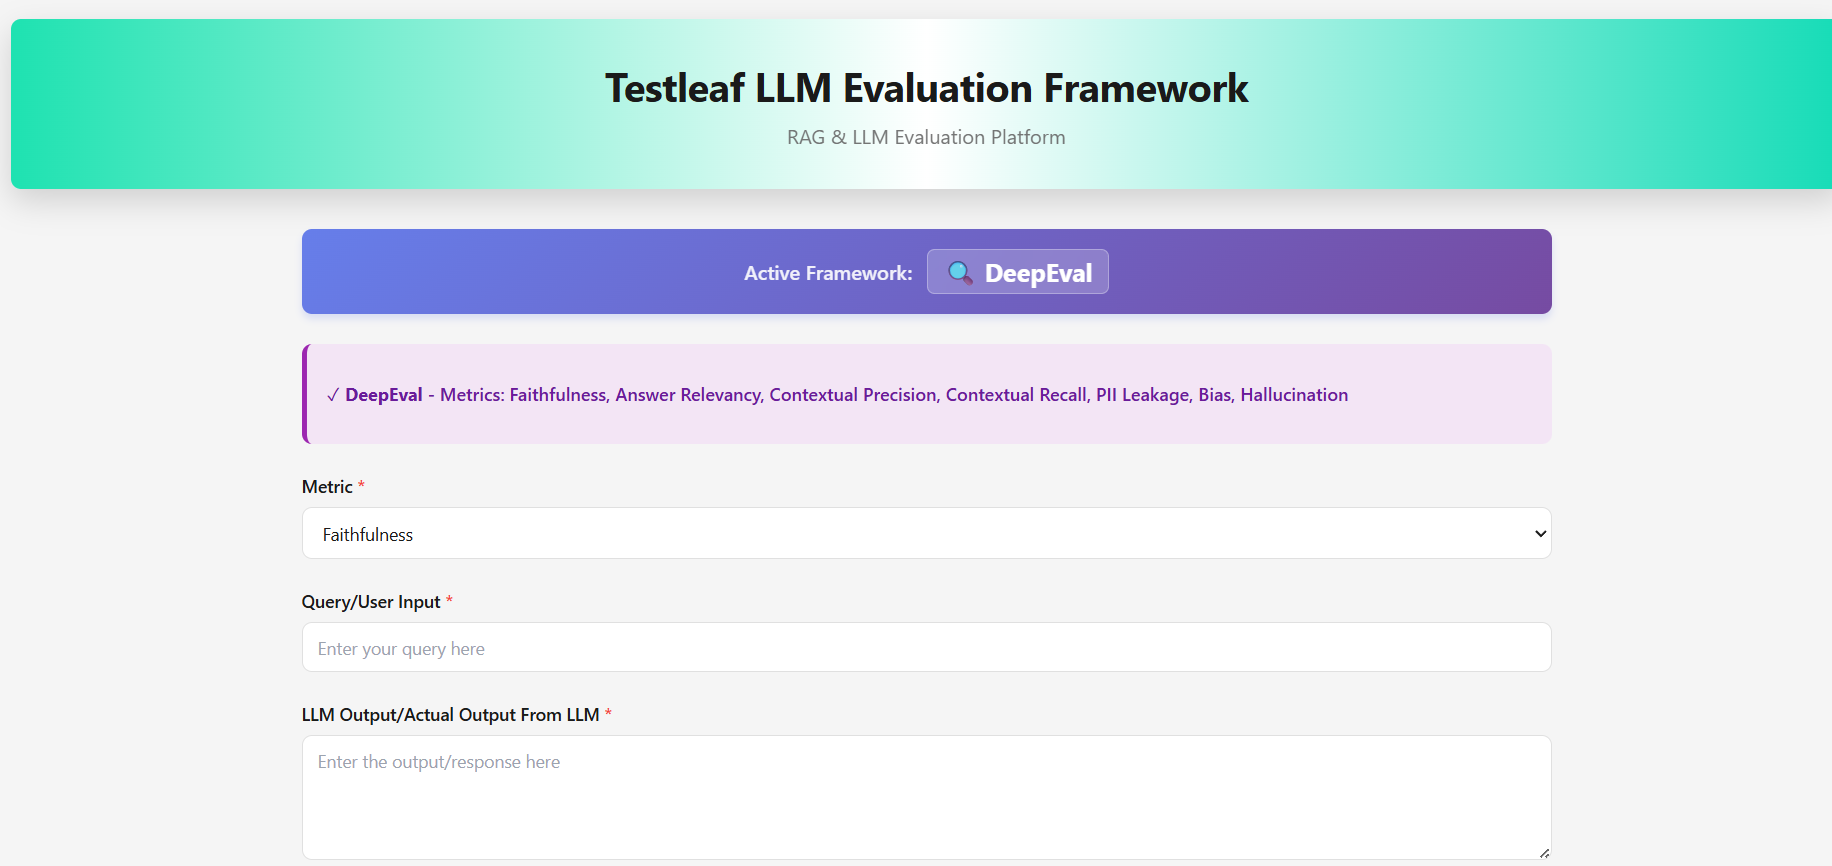 Testleaf LLM Evaluation Framework
RAG & LLM Evaluation Platform
Active Framework: 🔍 DeepEval
✓ DeepEval - Metrics: Faithfulness, Answer Relevancy, Contextual Precision, Contextual Recall, PII Leakage, Bias, Hallucination
Metric *
Faithfulness
Query/User Input *
Enter your query here
LLM Output/Actual Output From LLM *
Enter the output/response here